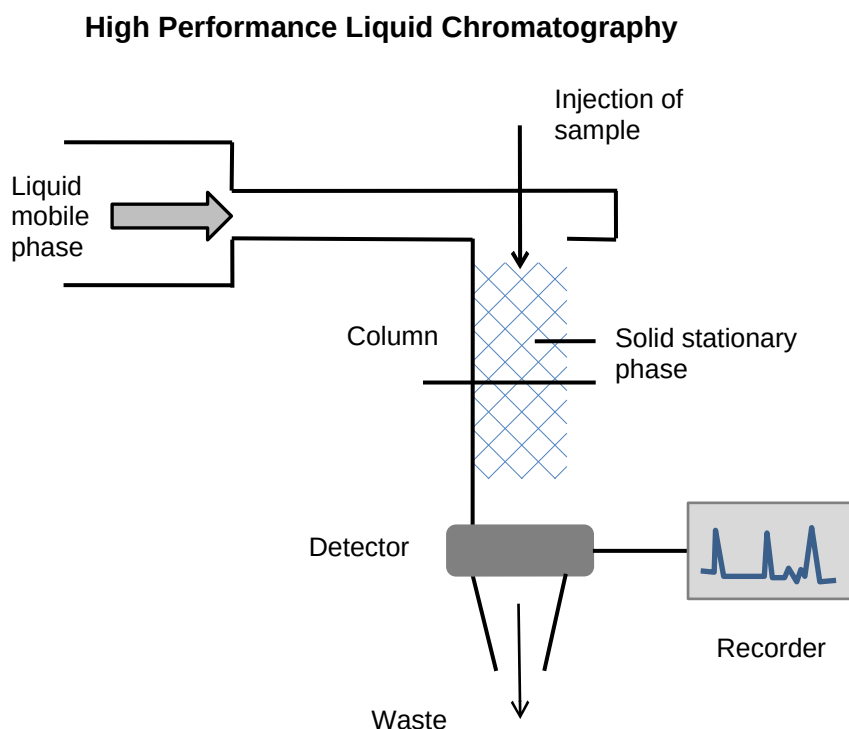 High Performance Liquid Chromatography
Injection of
sample
Liquid
mobile
phase
Column
Solid stationary
phase
Detector
Recorder
Waste